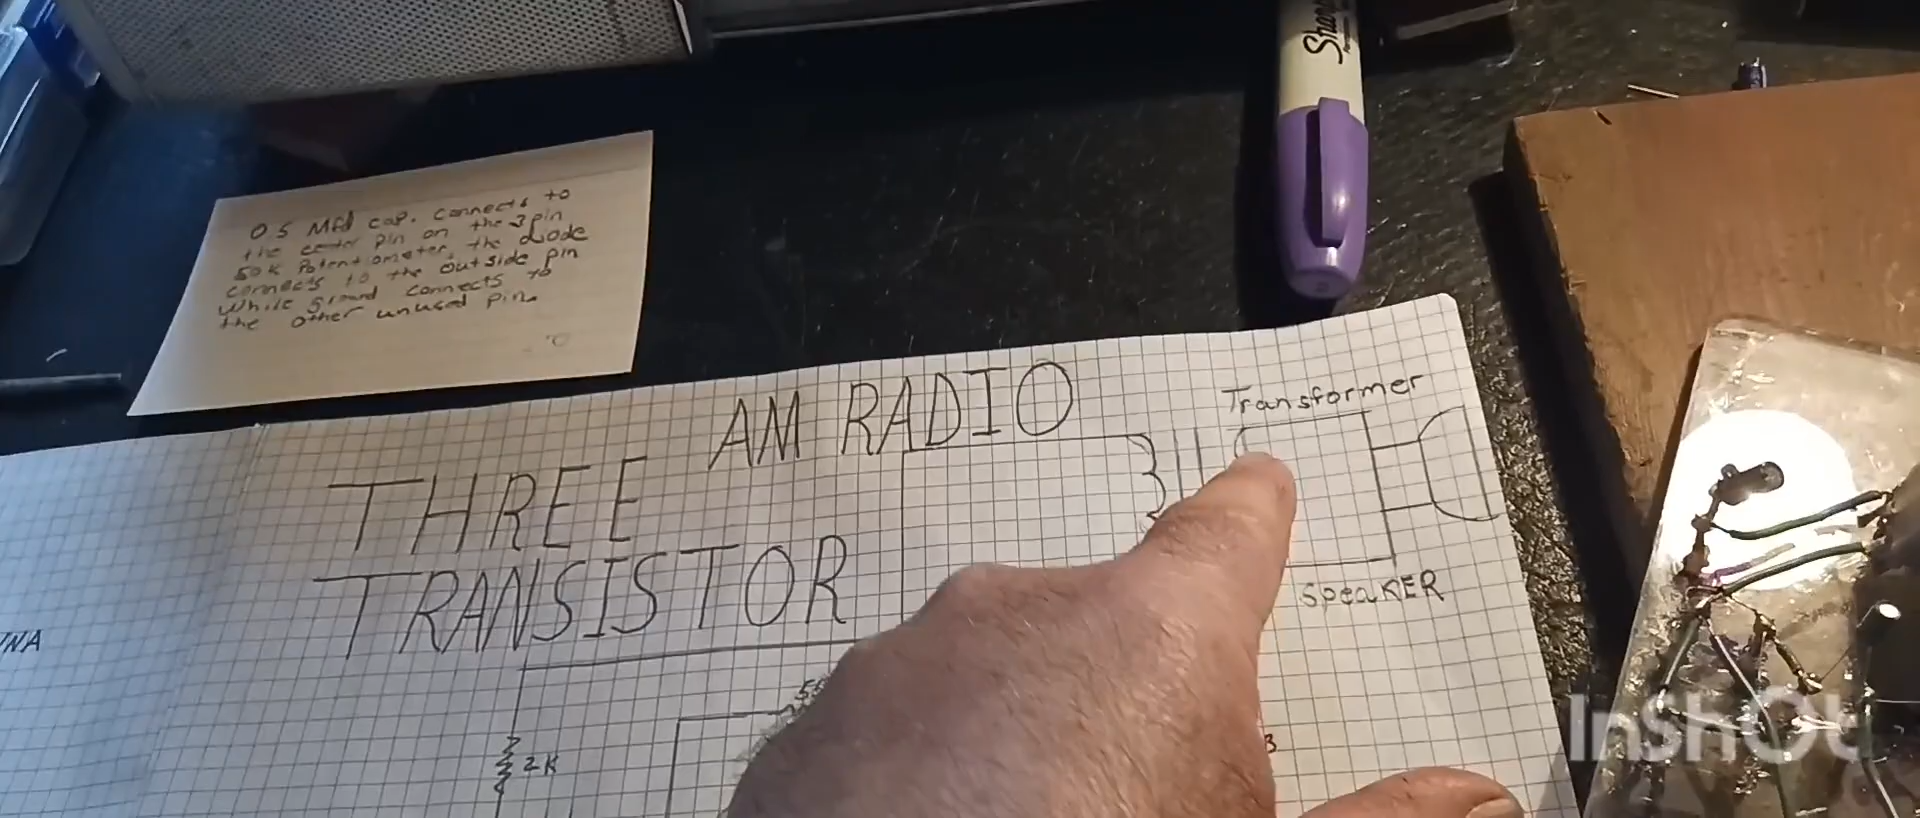 Sharpie
0.5 Mfd cap. connects to
the center pin on the 3 pin
50K Potentiometer, the diode
connects to the outside pin
while ground connects to
the other unused pin.
AM RADIO
THREE
TRANSISTOR
Transformer
SpeaKER
2K
InShOt